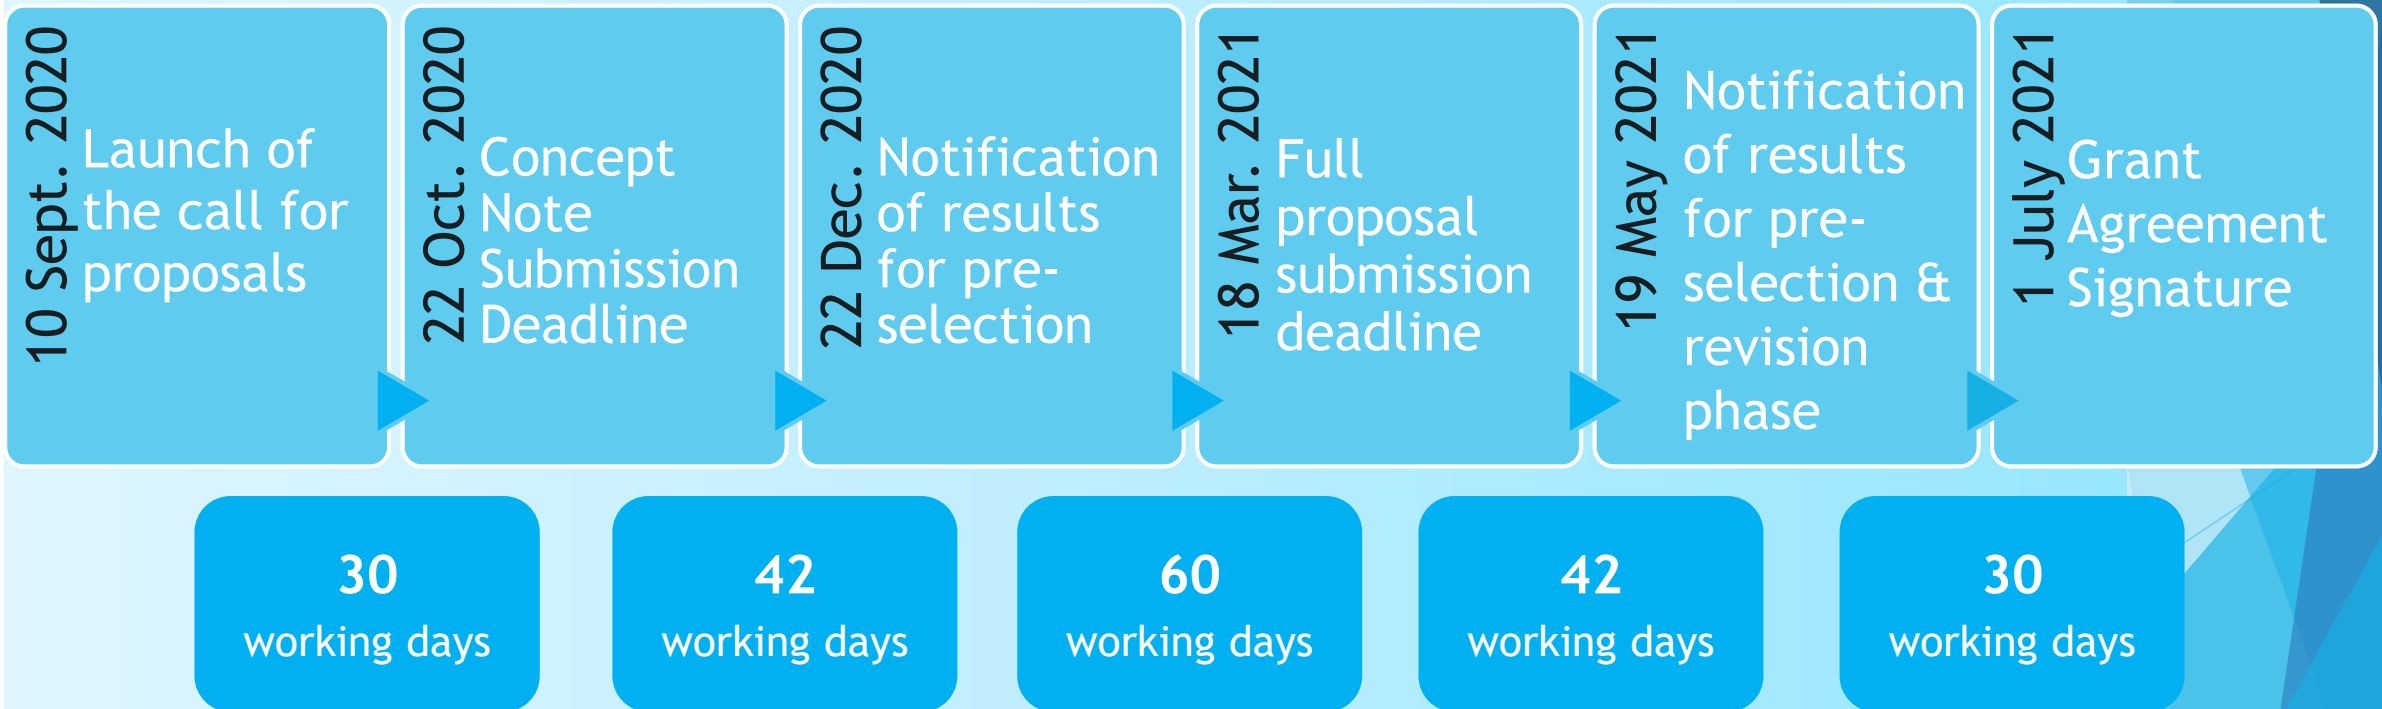 10 Sept. 2020
Launch of
the call for
proposals
22 Oct. 2020
Concept
Note
Submission
Deadline
22 Dec. 2020
Notification
of results
for pre-
selection
18 Mar. 2021
Full
proposal
submission
deadline
19 May 2021
Notification
of results
for pre-
selection &
revision
phase
1 July 2021
Grant
Agreement
Signature
30
working days
42
working days
60
working days
42
working days
30
working days